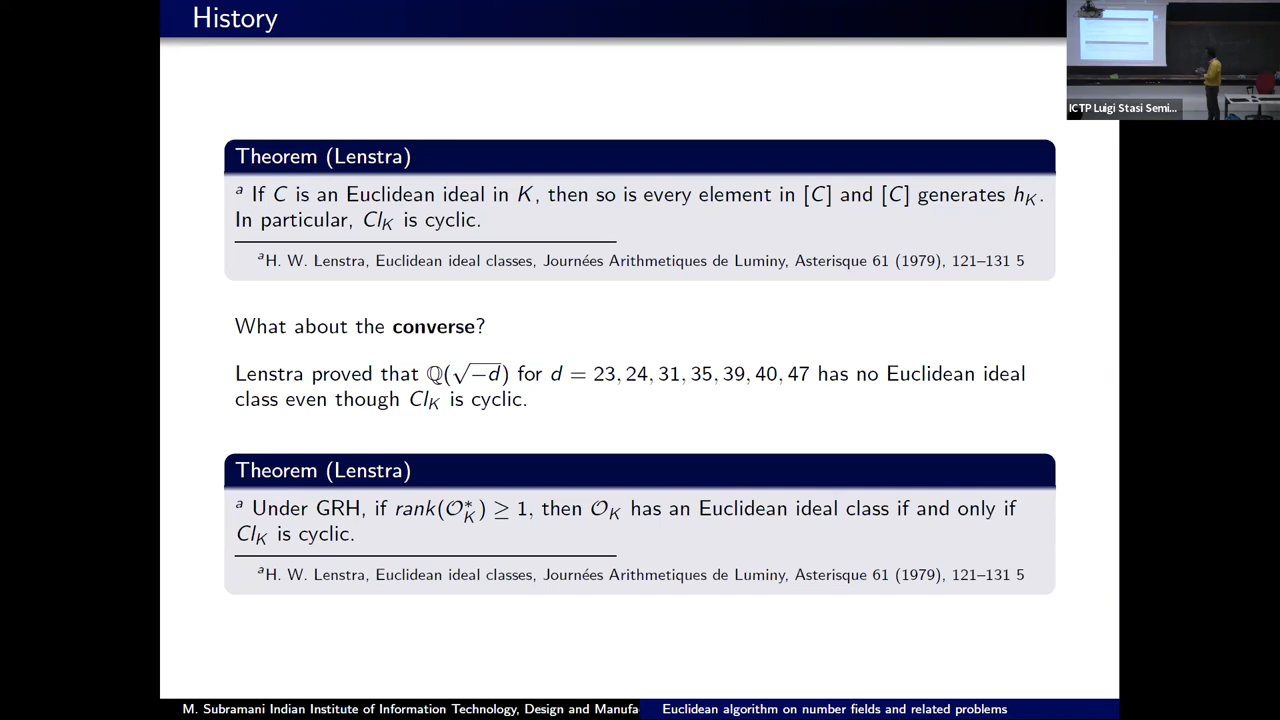 History
ICTP Luigi Stasi Semi...
Theorem (Lenstra)
ᵃ If C is an Euclidean ideal in K, then so is every element in [C] and [C] generates h_K.
In particular, Cl_K is cyclic.
ᵃH. W. Lenstra, Euclidean ideal classes, Journées Arithmetiques de Luminy, Asterisque 61 (1979), 121–131 5
What about the converse?
Lenstra proved that ℚ(√−d) for d = 23, 24, 31, 35, 39, 40, 47 has no Euclidean ideal
class even though Cl_K is cyclic.
Theorem (Lenstra)
ᵃ Under GRH, if rank(𝒪*_K) ≥ 1, then 𝒪_K has an Euclidean ideal class if and only if
Cl_K is cyclic.
ᵃH. W. Lenstra, Euclidean ideal classes, Journées Arithmetiques de Luminy, Asterisque 61 (1979), 121–131 5
M. Subramani Indian Institute of Information Technology, Design and Manufa
Euclidean algorithm on number fields and related problems